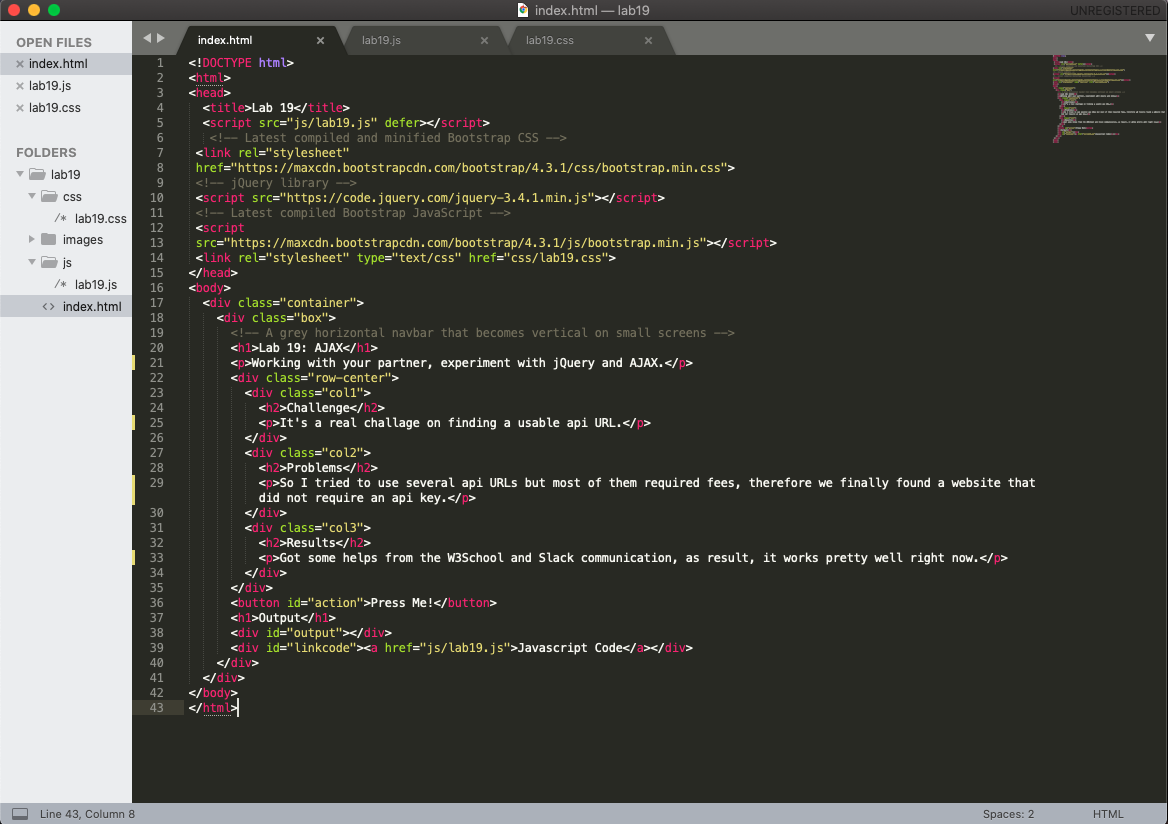 index.html — lab19
UNREGISTERED
OPEN FILES
index.html
lab19.js
lab19.css
FOLDERS
lab19
css
/* lab19.css
images
js
/* lab19.js
<> index.html
index.html
lab19.js
lab19.css
1 <!DOCTYPE html>
2 <html>
3 <head>
4 <title>Lab 19</title>
5 <script src="js/lab19.js" defer></script>
6 <!-- Latest compiled and minified Bootstrap CSS -->
7 <link rel="stylesheet"
8 href="https://maxcdn.bootstrapcdn.com/bootstrap/4.3.1/css/bootstrap.min.css">
9 <!-- jQuery library -->
10 <script src="https://code.jquery.com/jquery-3.4.1.min.js"></script>
11 <!-- Latest compiled Bootstrap JavaScript -->
12 <script
13 src="https://maxcdn.bootstrapcdn.com/bootstrap/4.3.1/js/bootstrap.min.js"></script>
14 <link rel="stylesheet" type="text/css" href="css/lab19.css">
15 </head>
16 <body>
17 <div class="container">
18 <div class="box">
19 <!-- A grey horizontal navbar that becomes vertical on small screens -->
20 <h1>Lab 19: AJAX</h1>
21 <p>Working with your partner, experiment with jQuery and AJAX.</p>
22 <div class="row-center">
23 <div class="col1">
24 <h2>Challenge</h2>
25 <p>It's a real challage on finding a usable api URL.</p>
26 </div>
27 <div class="col2">
28 <h2>Problems</h2>
29 <p>So I tried to use several api URLs but most of them required fees, therefore we finally found a website that
did not require an api key.</p>
30 </div>
31 <div class="col3">
32 <h2>Results</h2>
33 <p>Got some helps from the W3School and Slack communication, as result, it works pretty well right now.</p>
34 </div>
35 </div>
36 <button id="action">Press Me!</button>
37 <h1>Output</h1>
38 <div id="output"></div>
39 <div id="linkcode"><a href="js/lab19.js">Javascript Code</a></div>
40 </div>
41 </div>
42 </body>
43 </html>
Line 43, Column 8
Spaces: 2
HTML